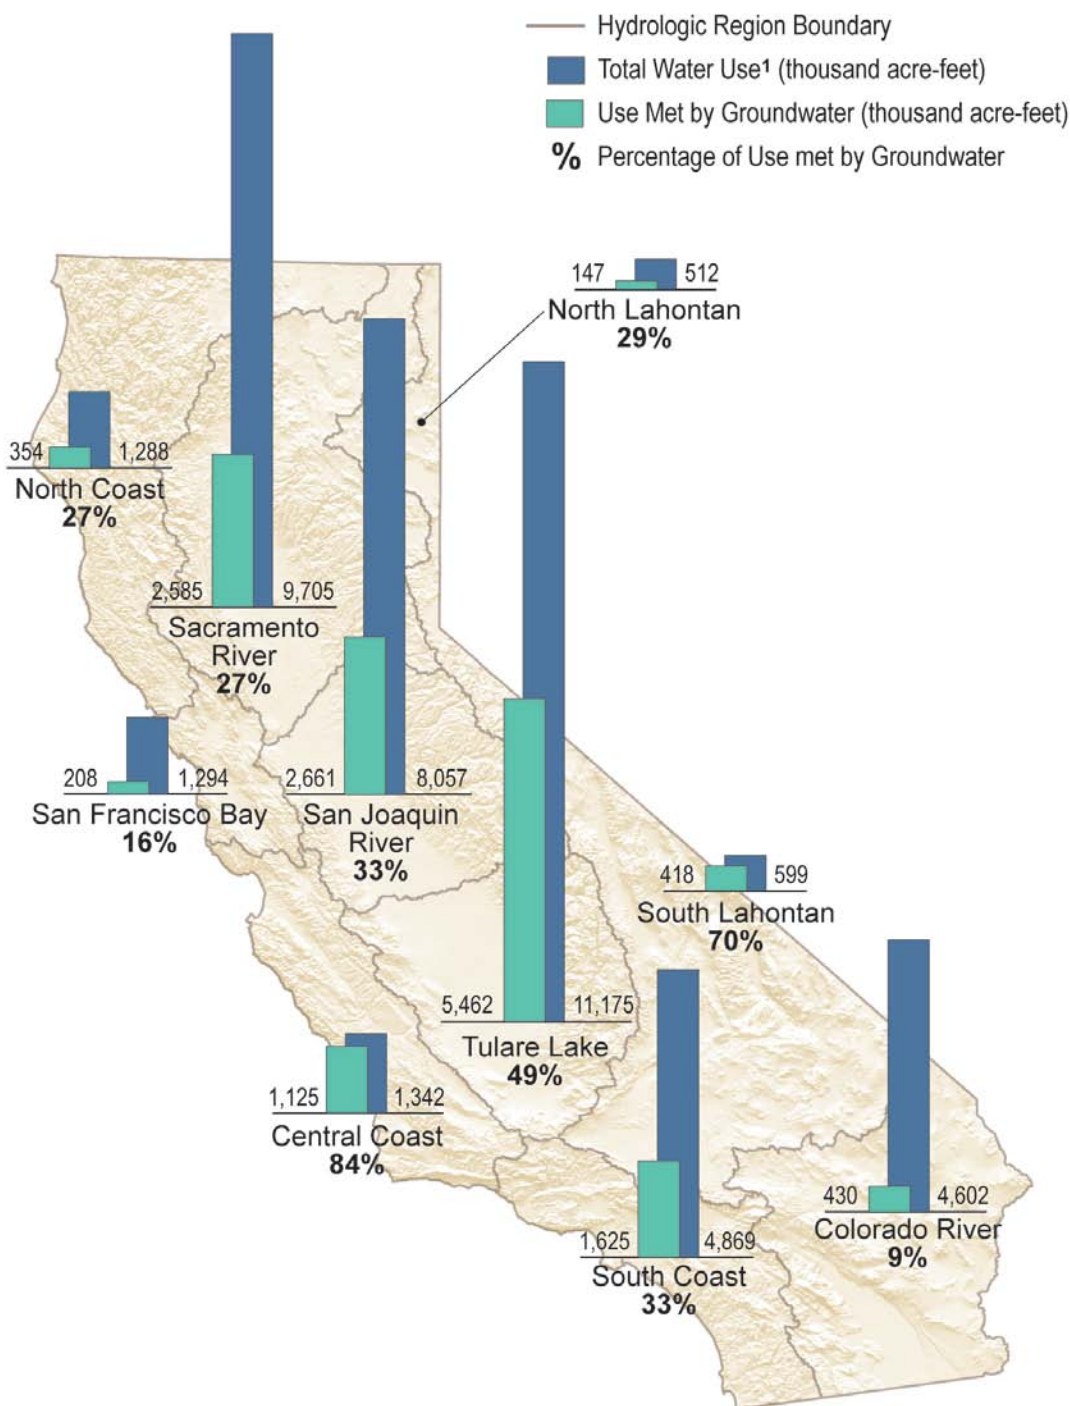 Hydrologic Region Boundary
Total Water Use¹ (thousand acre-feet)
Use Met by Groundwater (thousand acre-feet)
% Percentage of Use met by Groundwater
147 512
North Lahontan
29%
354 1,288
North Coast
27%
2,585 9,705
Sacramento
River
27%
208 1,294
San Francisco Bay
16%
2,661 8,057
San Joaquin
River
33%
418 599
South Lahontan
70%
5,462 11,175
Tulare Lake
49%
1,125 1,342
Central Coast
84%
430 4,602
Colorado River
9%
1,625 4,869
South Coast
33%